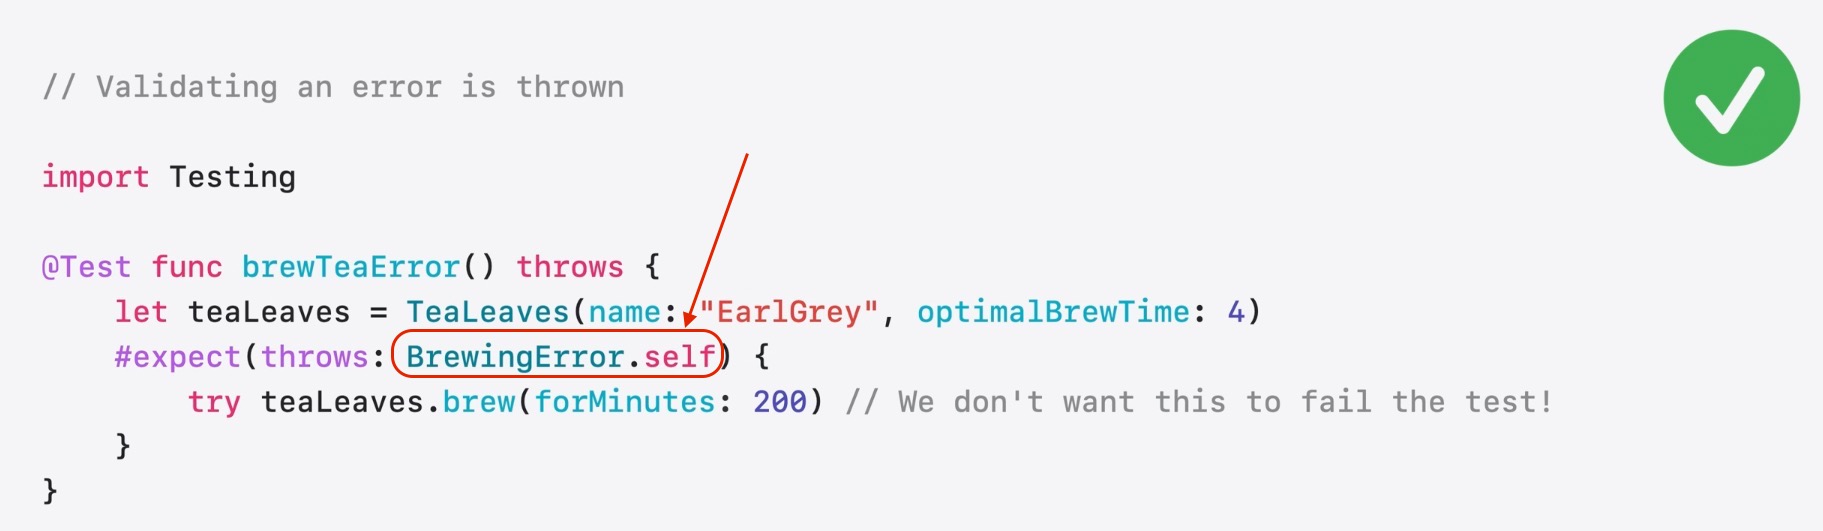 // Validating an error is thrown
import Testing
@Test func brewTeaError() throws {
let teaLeaves = TeaLeaves(name: "EarlGrey", optimalBrewTime: 4)
#expect(throws: BrewingError.self) {
try teaLeaves.brew(forMinutes: 200) // We don't want this to fail the test!
}
}